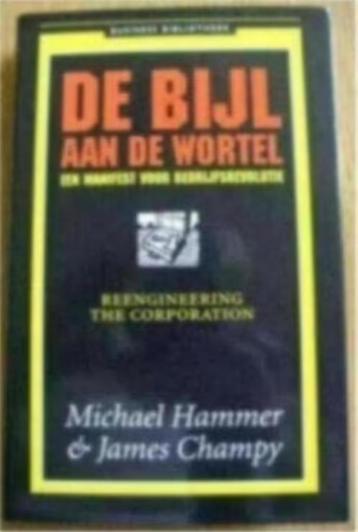 BUSINESS BIBLIOTHEEK
DE BIJL
AAN DE WORTEL
EEN MANIFEST VOOR BEDRIJFSREVOLUTIE
REENGINEERING
THE CORPORATION
Michael Hammer
& James Champy